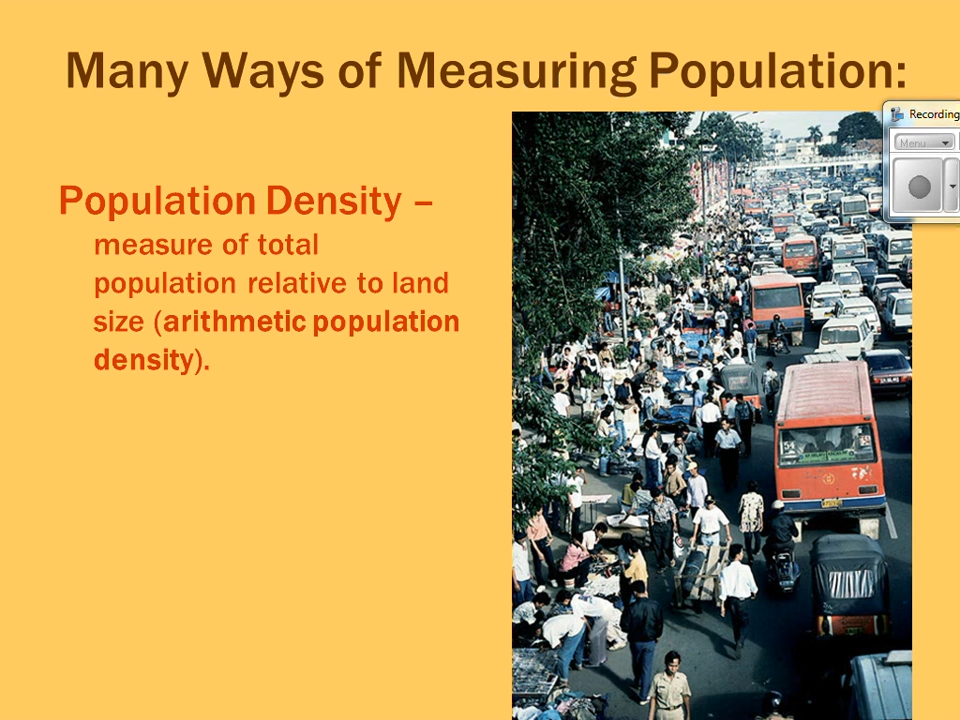 Many Ways of Measuring Population:
Recording
Menu
Population Density –
measure of total
population relative to land
size (arithmetic population
density).
54